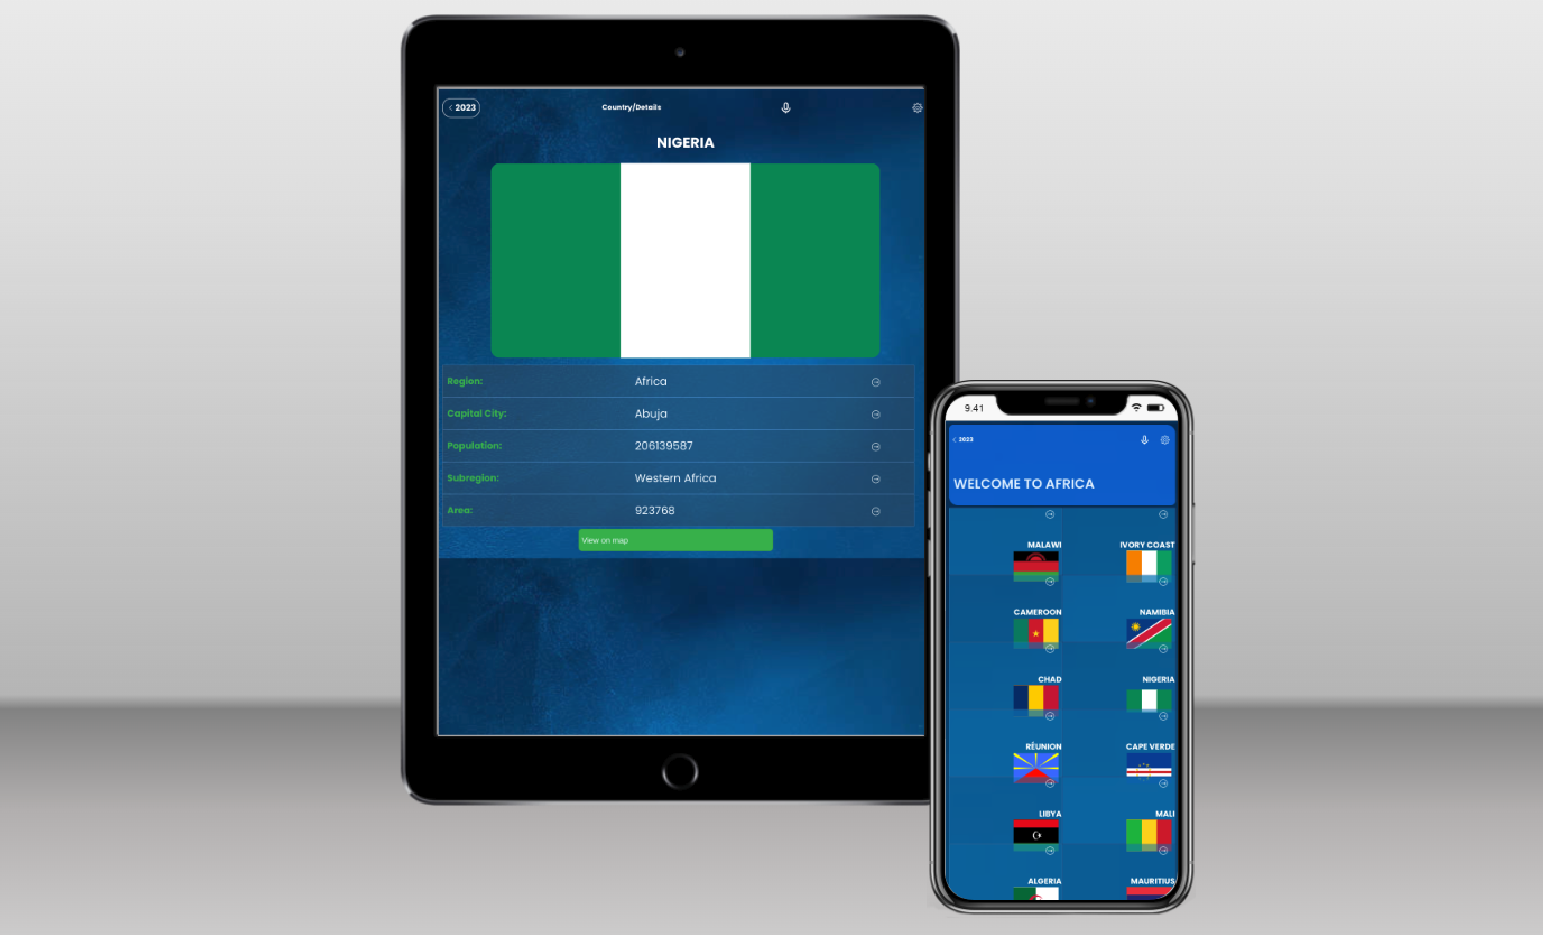 2023
Country/Details
NIGERIA
Region: Africa
Capital City: Abuja
Population: 206139587
Subregion: Western Africa
Area: 923768
View on map
9:41
2023
WELCOME TO AFRICA
MALAWI IVORY COAST
CAMEROON NAMIBIA
CHAD NIGERIA
RÉUNION CAPE VERDE
LIBYA MALI
ALGERIA MAURITIUS